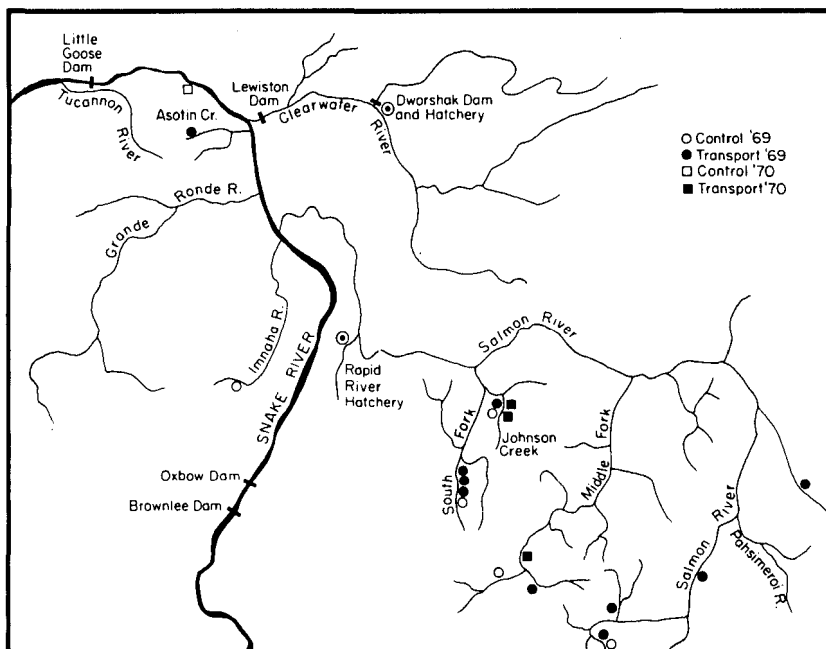 Little
Goose
Dam
Tucannon
River
Asotin Cr.
Lewiston
Dam
Clearwater
River
Dworshak Dam
and Hatchery
Control '69
Transport '69
Control '70
Transport '70
Grande
Ronde R.
Imnaha R.
SNAKE RIVER
Rapid
River
Hatchery
Salmon River
South Fork
Johnson
Creek
Middle Fork
Salmon River
Pahsimeroi R.
Oxbow Dam
Brownlee Dam